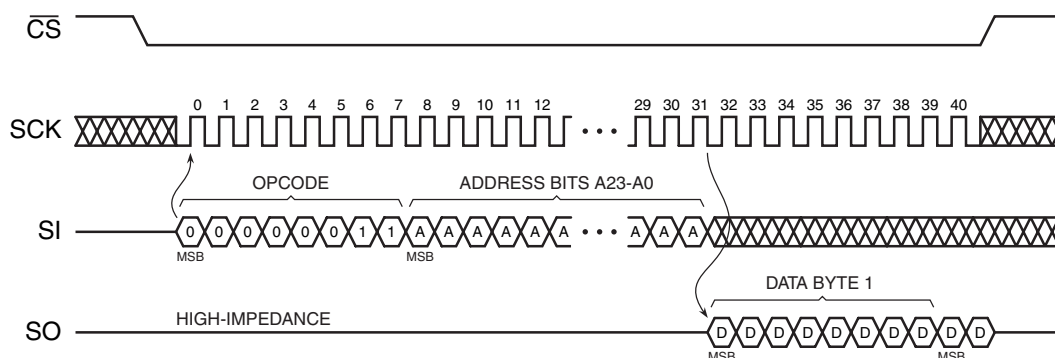 CS
0 1 2 3 4 5 6 7 8 9 10 11 12 29 30 31 32 33 34 35 36 37 38 39 40
SCK
OPCODE ADDRESS BITS A23-A0
SI 0 0 0 0 0 0 1 1 A A A A A A A A A
MSB MSB
DATA BYTE 1
HIGH-IMPEDANCE
SO D D D D D D D D D D
MSB MSB